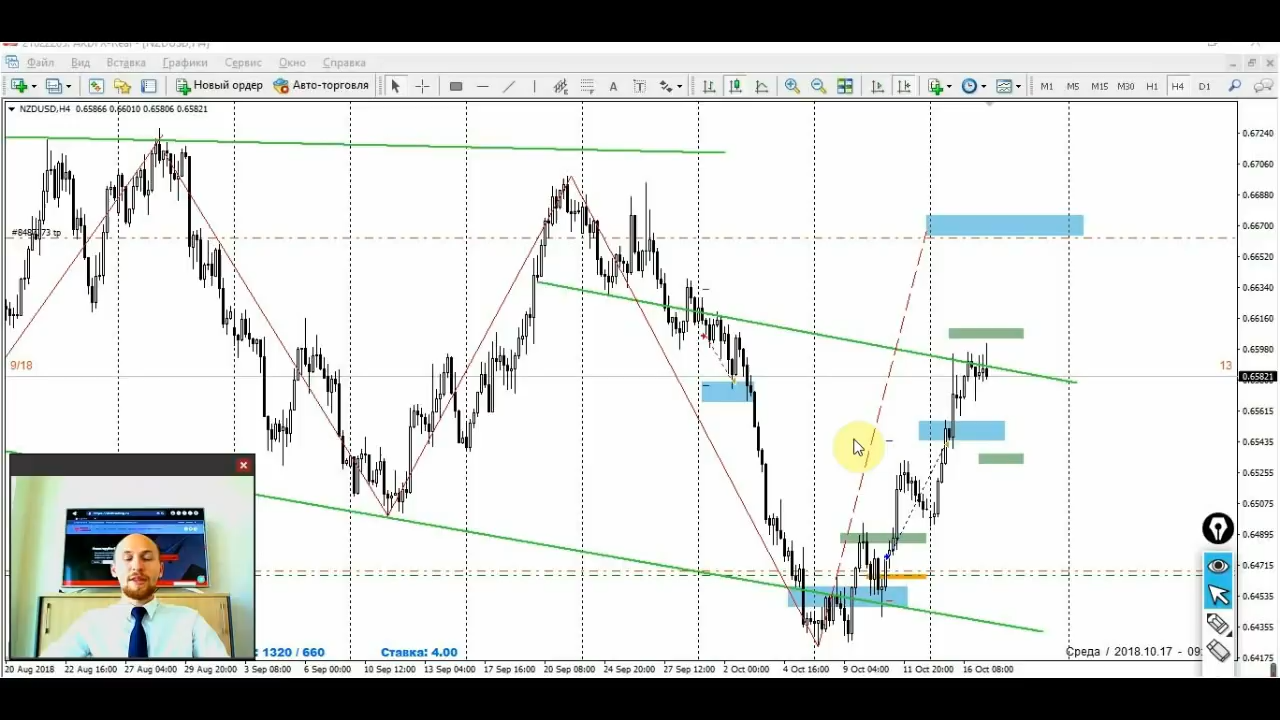 Файл Вид Вставка Графики Сервис Окно Справка
Новый ордер Авто-торговля A T M1 M5 M15 M30 H1 H4 D1
NZDUSD,H4 0.65866 0.66010 0.65806 0.65821
0.67240
0.67060
0.66880
0.66700
0.66520
0.66340
0.66160
0.65980
0.65821
0.65615
0.65435
0.65255
0.65075
0.64895
0.64715
0.64535
0.64355
0.64175
9/18
13
1320 / 660
Ставка: 4.00
Среда / 2018.10.17
20 Aug 2018 22 Aug 16:00 27 Aug 04:00 29 Aug 20:00 3 Sep 08:00 6 Sep 00:00 10 Sep 12:00 13 Sep 04:00 17 Sep 16:00 20 Sep 08:00 24 Sep 20:00 27 Sep 12:00 2 Oct 00:00 4 Oct 16:00 9 Oct 04:00 11 Oct 20:00 16 Oct 08:00